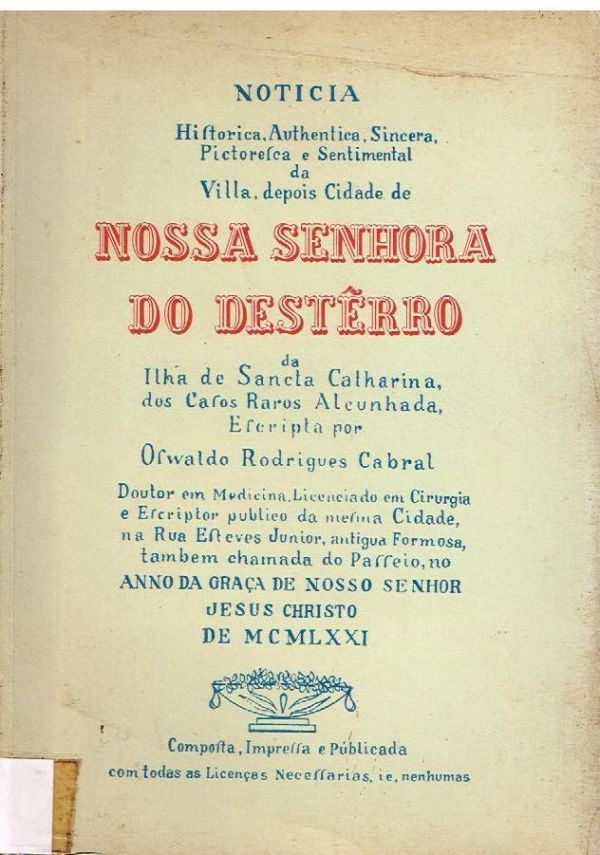 NOTICIA
Hiſtorica, Authentica, Sincera,
Pictoreſca e Sentimental
da
Villa, depois Cidade de
NOSSA SENHORA
DO DESTÊRRO
da
Ilha de Sancta Catharina,
dos Caſos Raros Alcunhada,
Eſcripta por
Oſwaldo Rodrigues Cabral
Doutor em Medicina, Licenciado em Cirurgia
e Eſcriptor publico da meſma Cidade,
na Rua Eſteves Junior, antigua Formosa,
tambem chamada do Paſſeio, no
ANNO DA GRAÇA DE NOSSO SENHOR
JESUS CHRISTO
DE MCMLXXI
Compoſta, Impreſſa e Públicada
com todas as Licenças Neceſſarias, ie, nenhumas